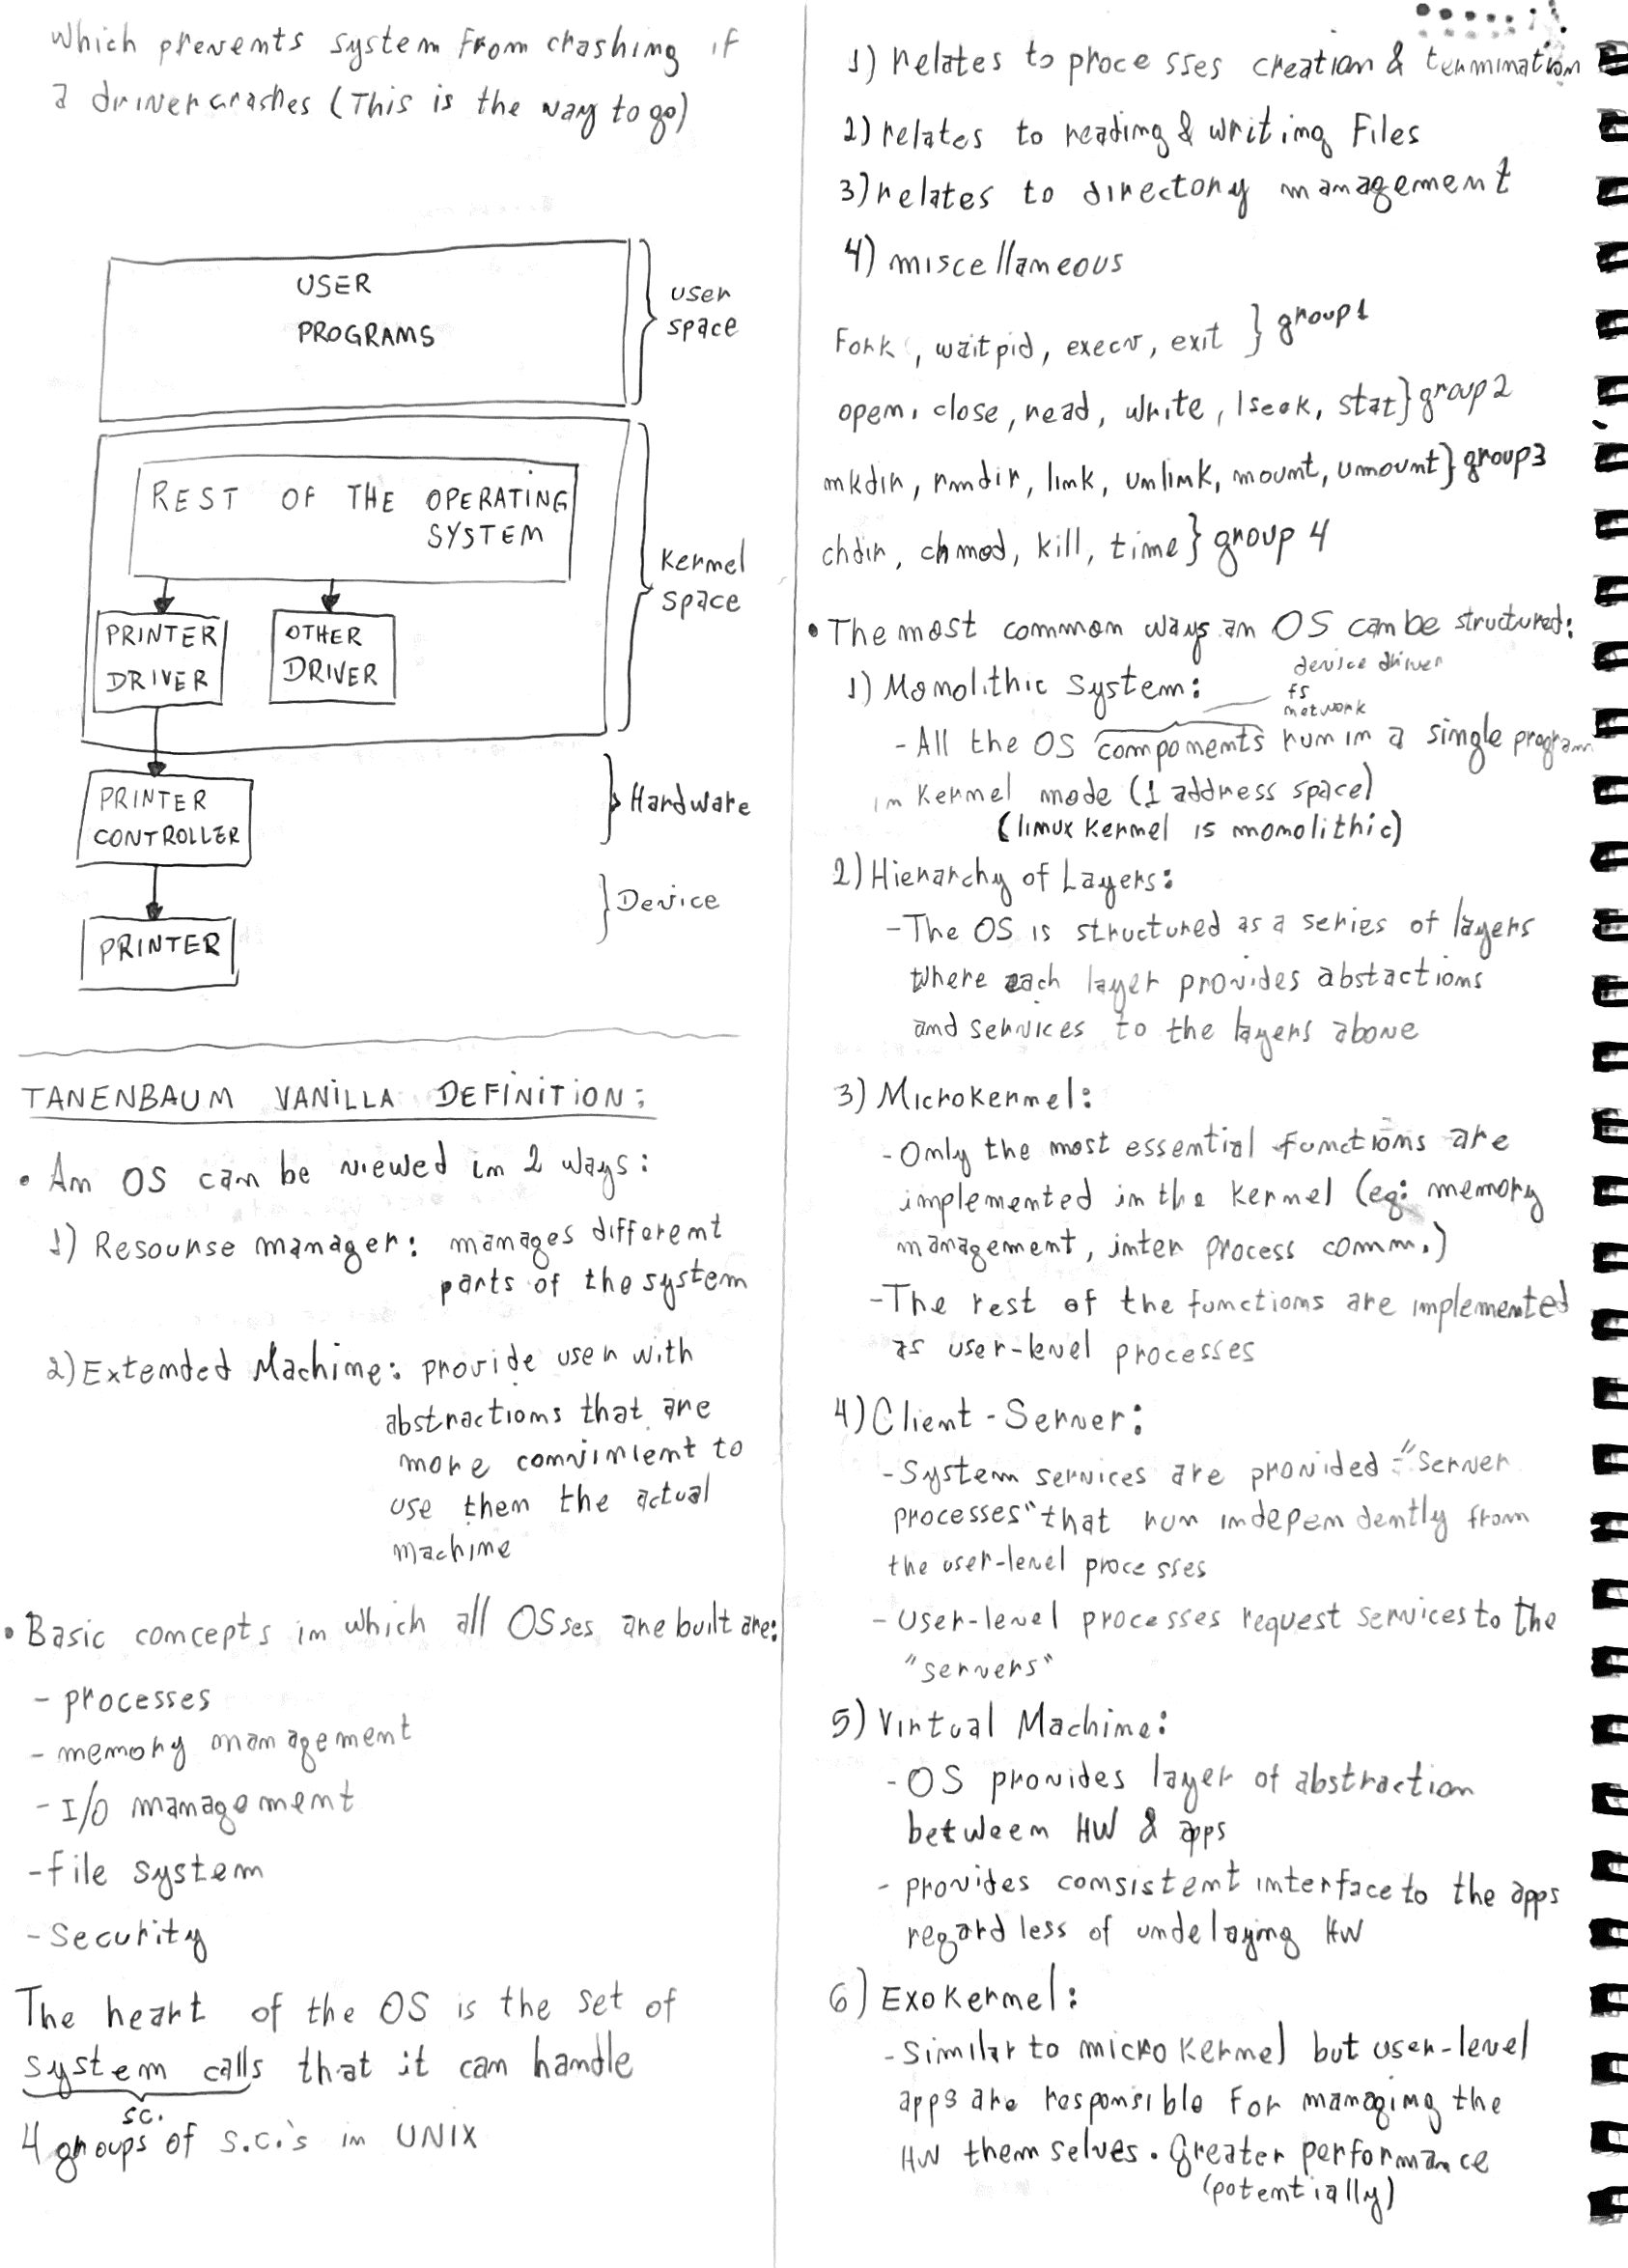 which prevents system from crashing if
a driver crashes (This is the way to go)
USER
PROGRAMS
user
space
REST OF THE OPERATING
SYSTEM
Kernel
space
PRINTER
DRIVER
OTHER
DRIVER
PRINTER
CONTROLLER
Hardware
Device
PRINTER
TANENBAUM VANILLA DEFINITION:
• An OS can be viewed in 2 ways:
1) Resourse manager: manages different
parts of the system
2) Extended Machine: provide user with
abstractions that are
more convinient to
use them the actual
machine
• Basic concepts in which all OSses are built are:
- processes
- memory management
- I/O management
- file system
- Security
The heart of the OS is the set of
system calls that it can handle
sc.
4 groups of s.c.'s in UNIX
1) relates to processes creation & termination
2) relates to reading & writing Files
3) relates to directory management
4) miscellaneous
Fork, waitpid, execv, exit } group 1
open, close, read, write, lseek, stat } group 2
mkdir, rmdir, link, unlink, mount, umount } group 3
chdir, chmod, kill, time } group 4
• The most common ways an OS can be structured:
device driver
1) Monolithic system:
fs
network
- All the OS components run in a single program
in Kernel mode (1 address space)
(linux Kernel is monolithic)
2) Hierarchy of Layers:
- The OS is structured as a series of layers
where each layer provides abstactions
and services to the layers above
3) Microkernel:
- Only the most essential functions are
implemented in the kernel (eg: memory
management, inter process comm.)
- The rest of the functions are implemented
as user-level processes
4) Client - Server:
- System services are provided - "server
processes" that run independently from
the user-level processes
- User-level processes request services to the
"servers"
5) Virtual Machine:
- OS provides layer of abstraction
between HW & apps
- provides consistent interface to the apps
regardless of undelaying HW
6) Exokernel:
- Similar to microkernel but user-level
apps are responsible for managing the
HW themselves. Greater performance
(potentially)